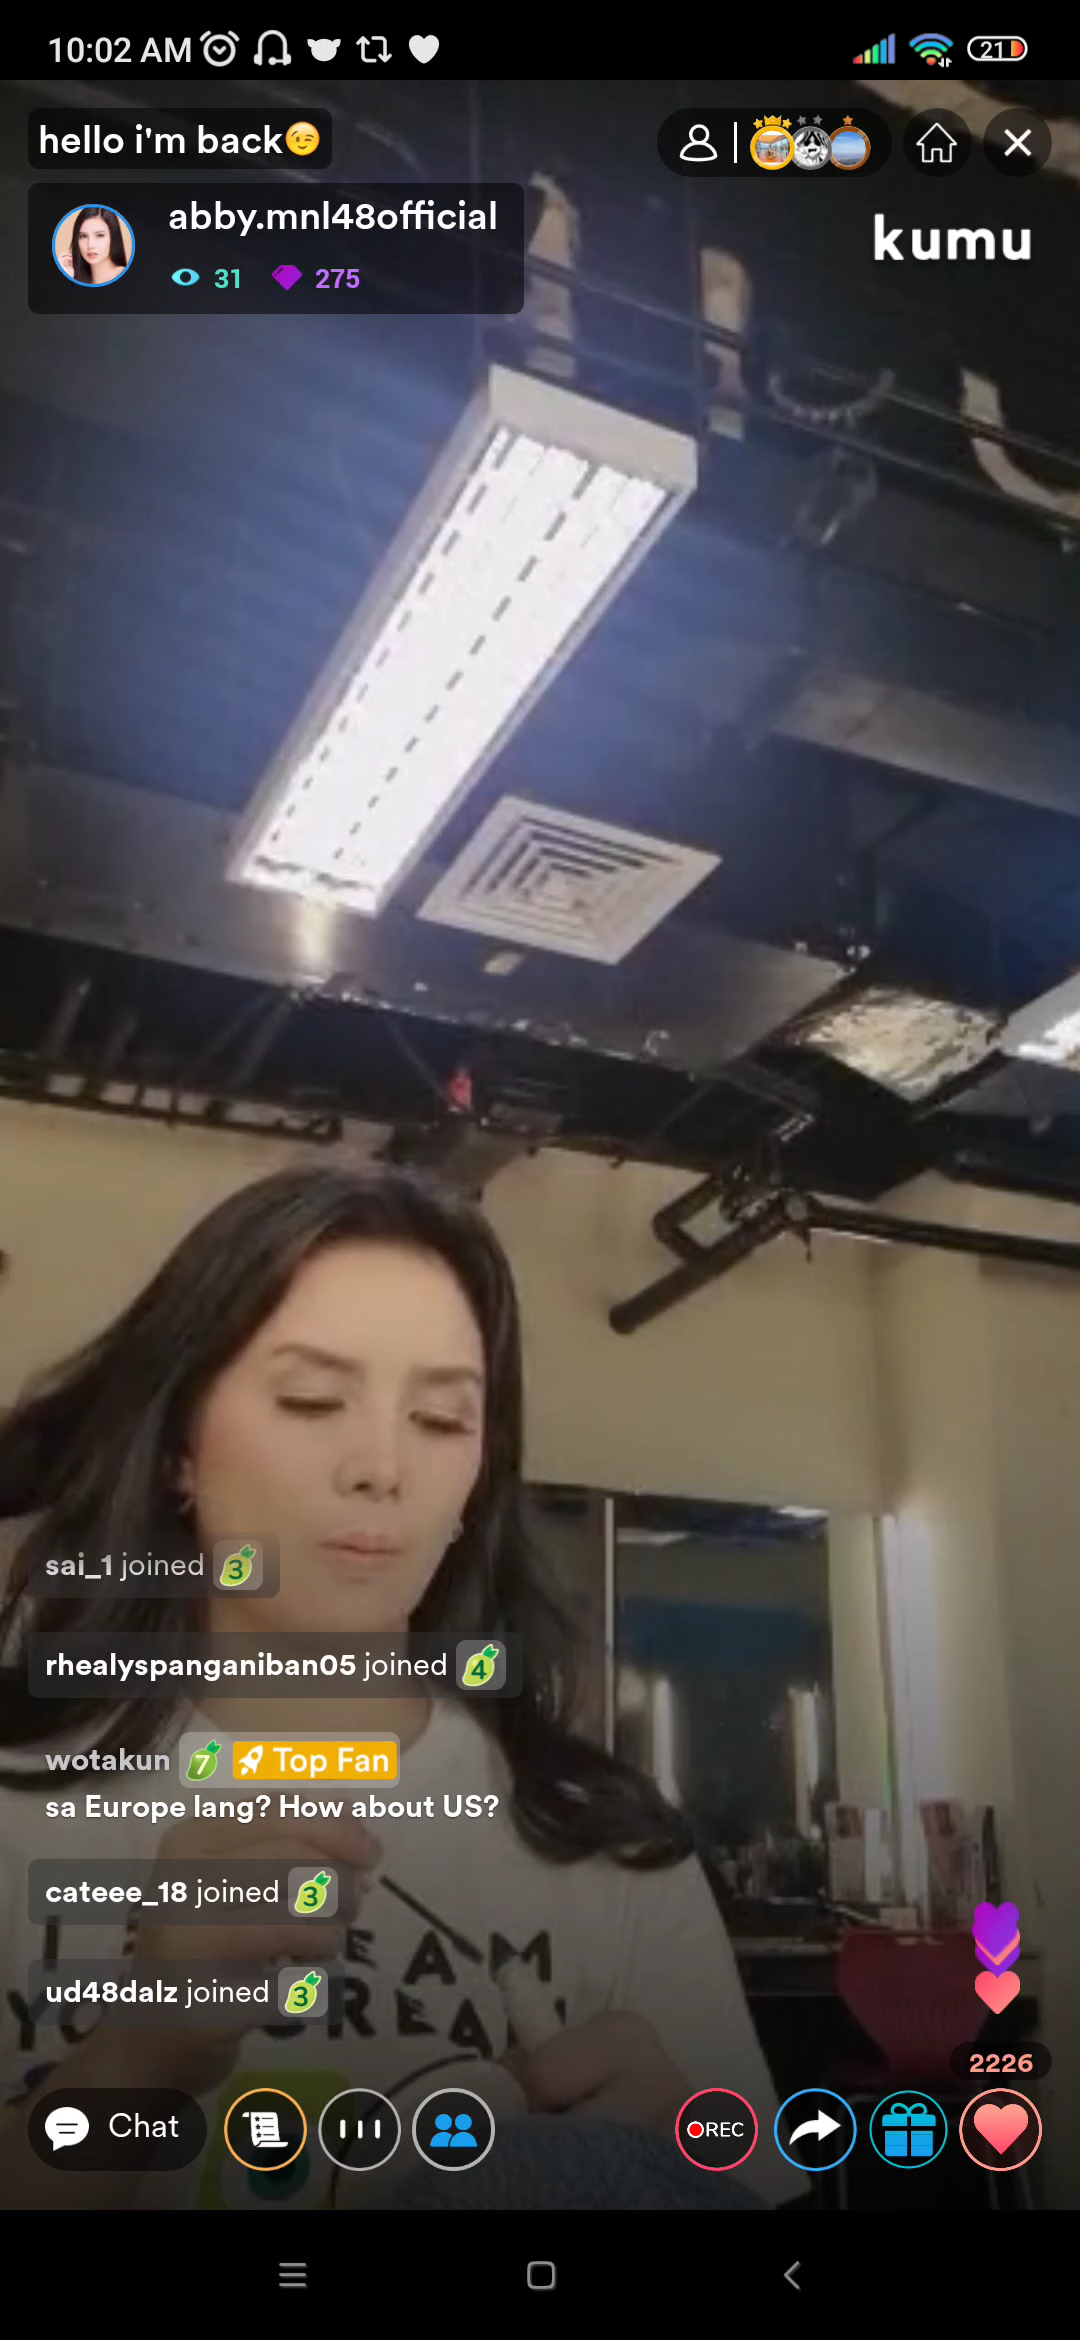 10:02 AM
21
hello i'm back😉
abby.mnl48official
31 275
kumu
sai_1 joined 3
rhealyspanganiban05 joined 4
wotakun 7 Top Fan
sa Europe lang? How about US?
cateee_18 joined 3
ud48dalz joined 3
2226
Chat
REC